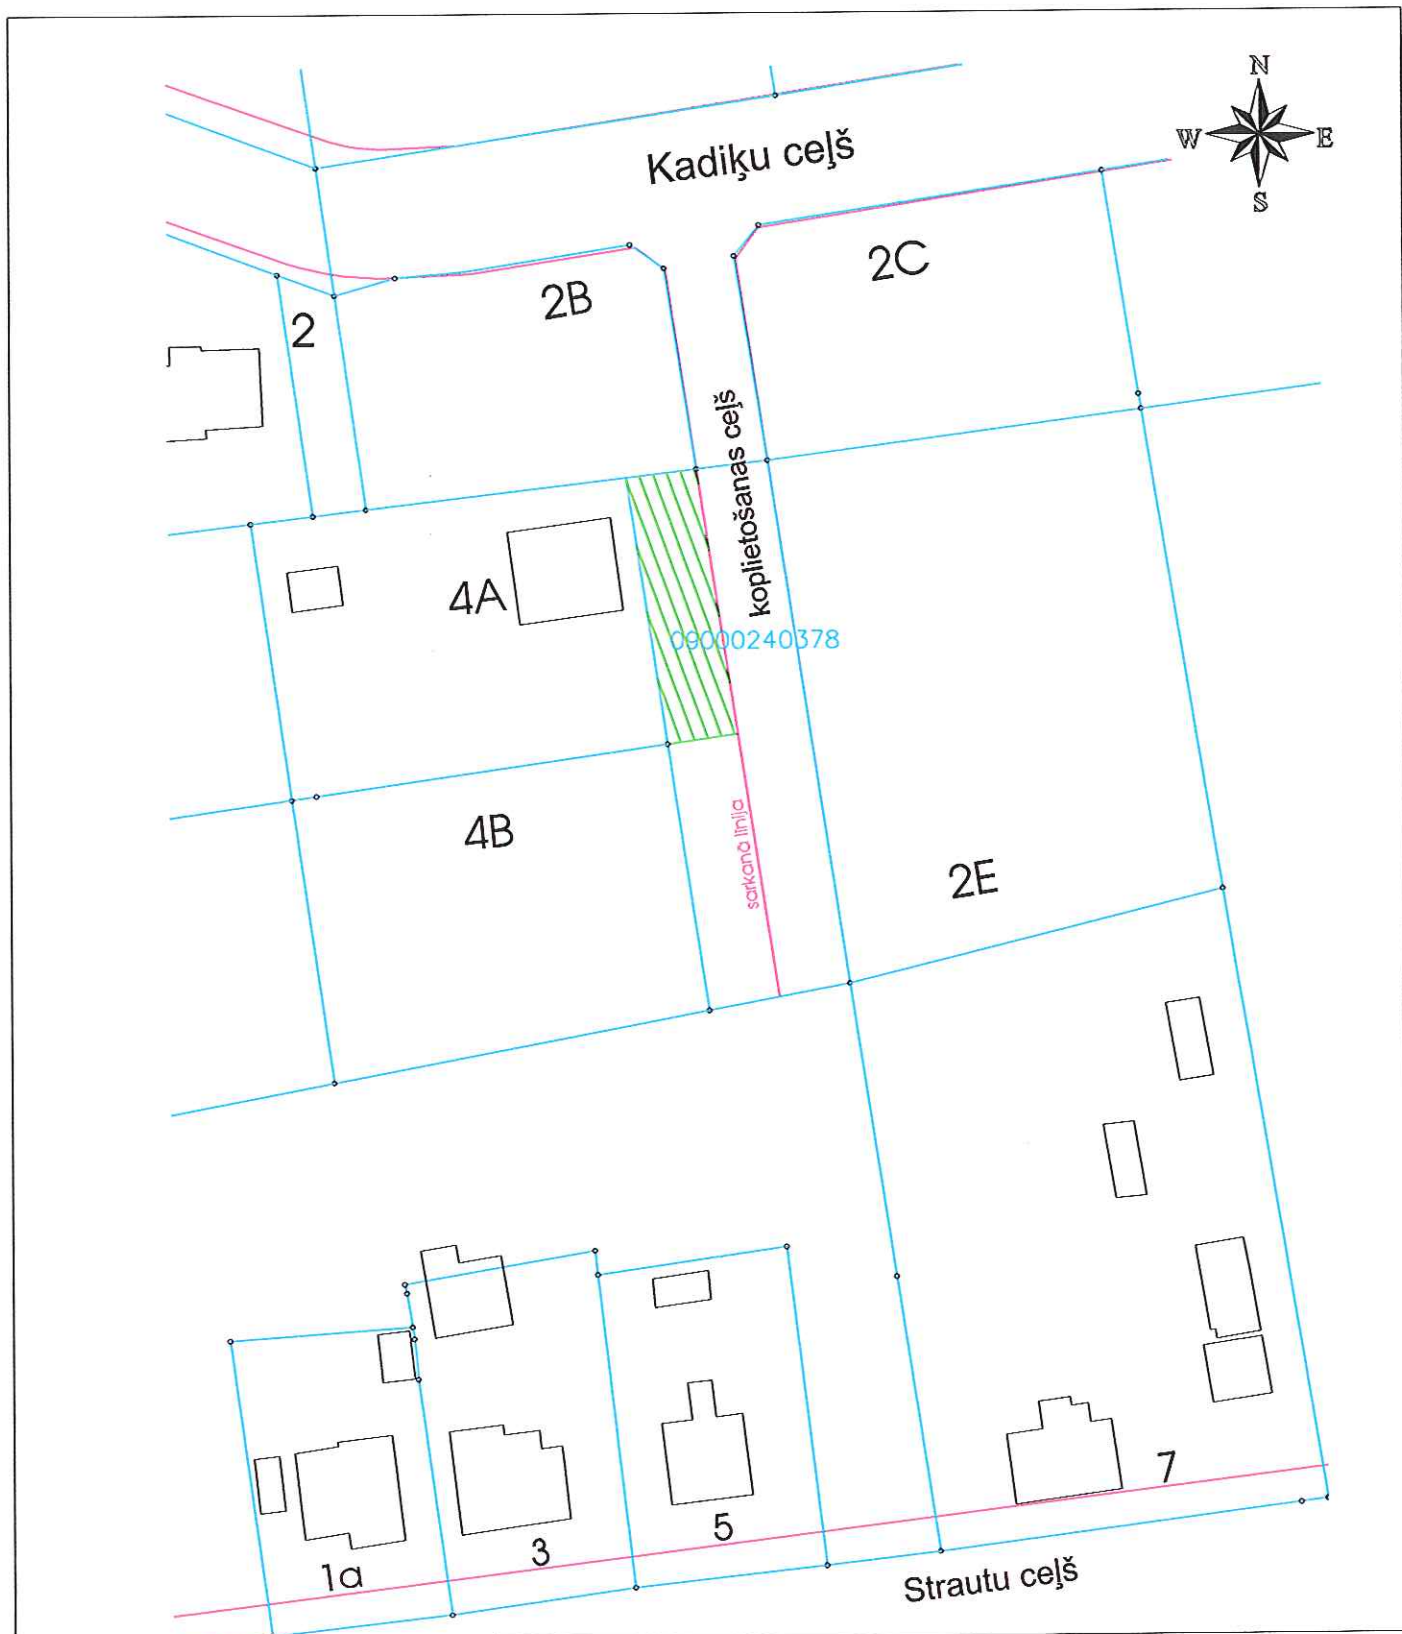 N
W E
S
Kadiķu ceļš
2C
2B
2
koplietošanas ceļš
4A
09000240378
4B
sarkanā līnija
2E
7
5
3
1a
Strautu ceļš